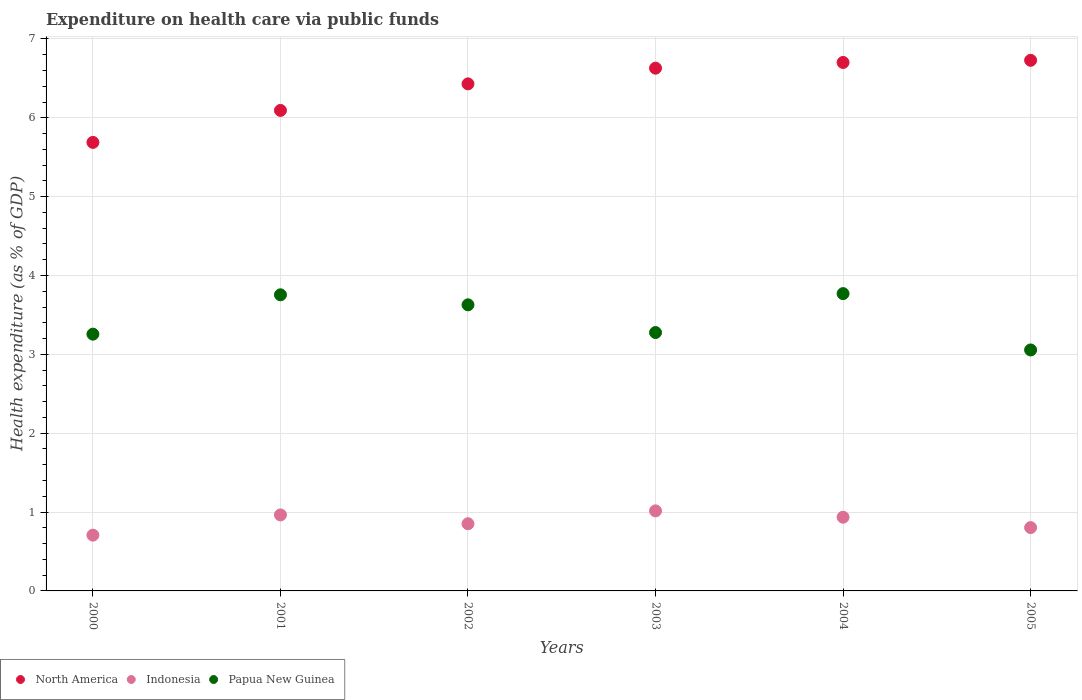 Expenditure on health care via public funds
Health expenditure (as % of GDP)
7
6
5
4
3
2
1
0
2000
2001
2002
2003
2004
2005
Years
North America
Indonesia
Papua New Guinea